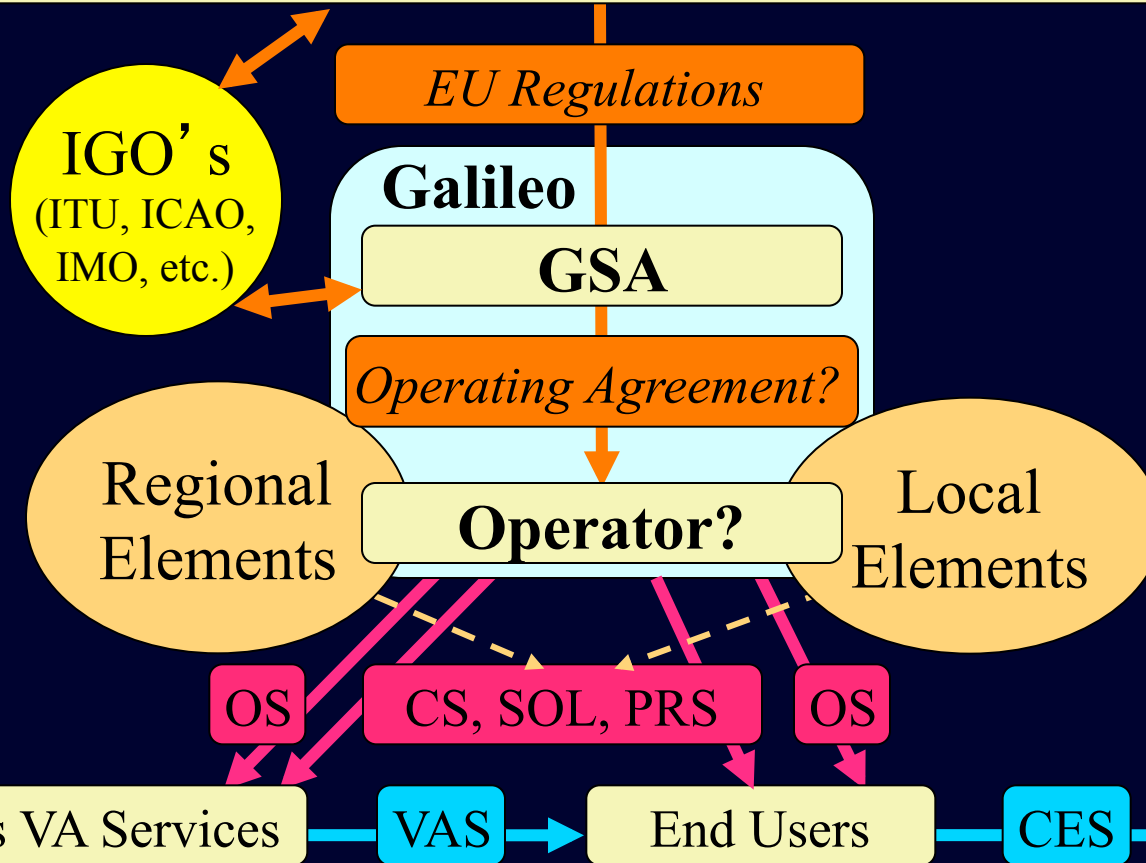 EU Regulations
IGO's
(ITU, ICAO,
IMO, etc.)
Galileo
GSA
Operating Agreement?
Regional
Elements
Operator?
Local
Elements
OS
CS, SOL, PRS
OS
s VA Services
VAS
End Users
CES